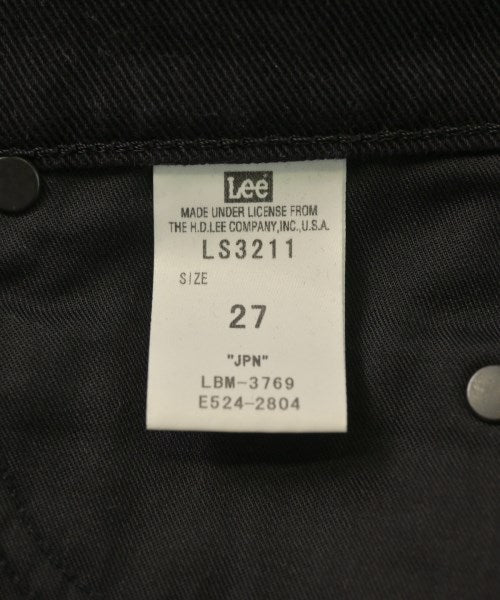 Lee
MADE UNDER LICENSE FROM
THE H.D.LEE COMPANY,INC.,U.S.A.
LS3211
SIZE
27
"JPN"
LBM-3769
E524-2804